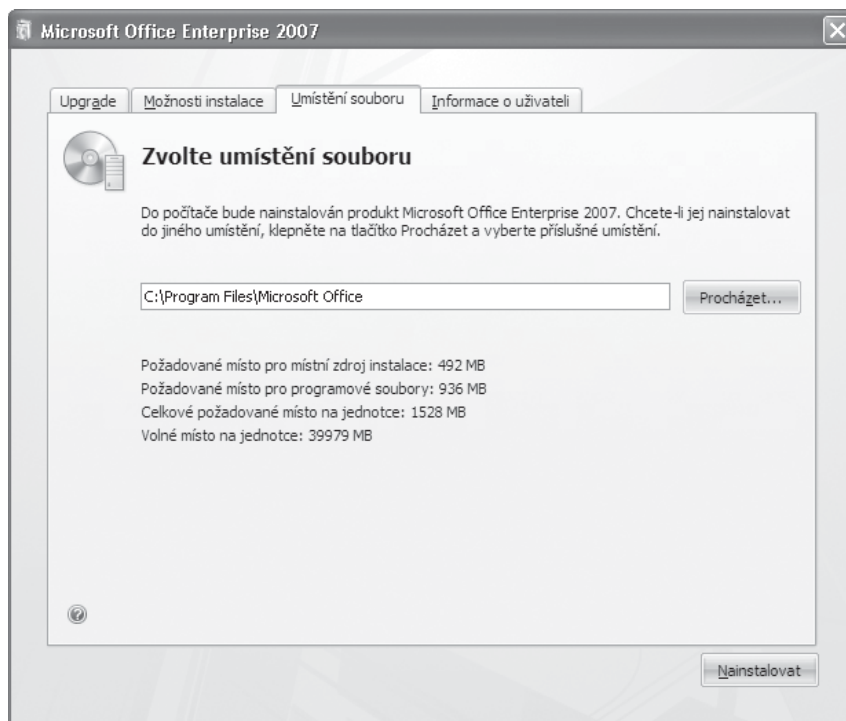 Microsoft Office Enterprise 2007
Upgrade
Možnosti instalace
Umístění souboru
Informace o uživateli
Zvolte umístění souboru
Do počítače bude nainstalován produkt Microsoft Office Enterprise 2007. Chcete-li jej nainstalovat
do jiného umístění, klepněte na tlačítko Procházet a vyberte příslušné umístění.
C:\Program Files\Microsoft Office
Procházet...
Požadované místo pro místní zdroj instalace: 492 MB
Požadované místo pro programové soubory: 936 MB
Celkové požadované místo na jednotce: 1528 MB
Volné místo na jednotce: 39979 MB
Nainstalovat